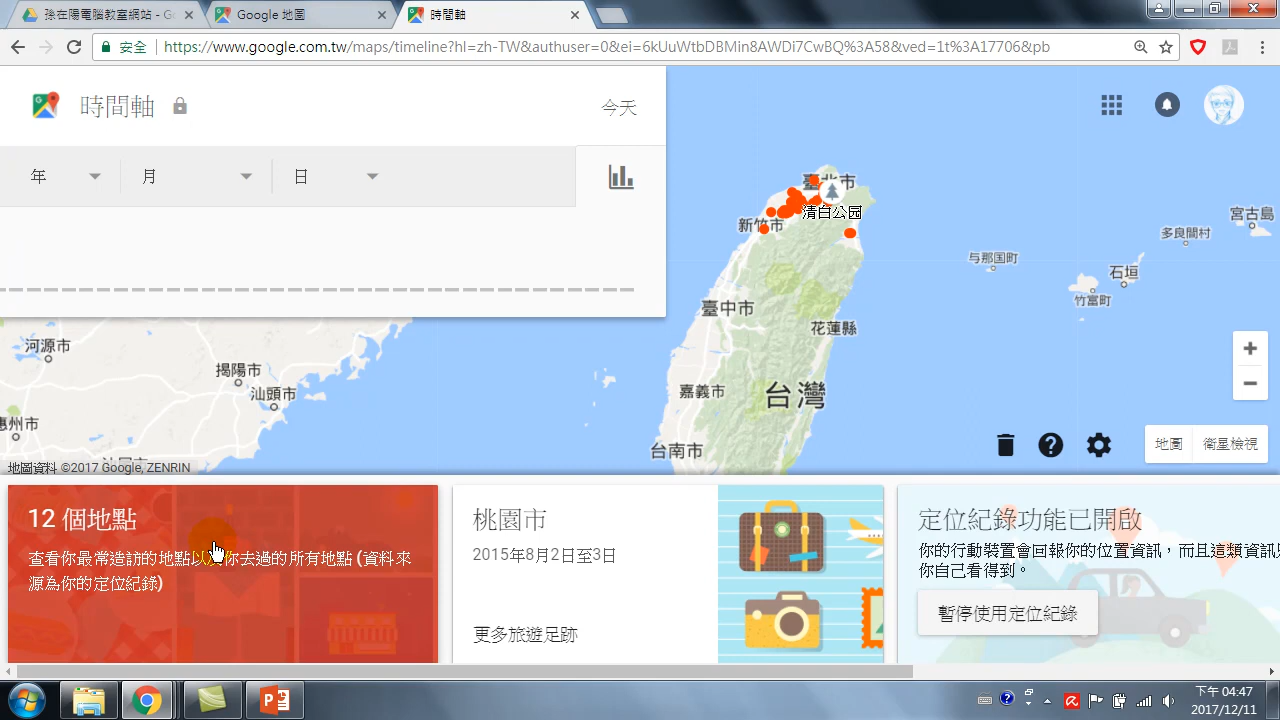 孫在陽電腦教室網站 - Go
Google 地圖
時間軸
安全
https://www.google.com.tw/maps/timeline?hl=zh-TW&authuser=0&ei=6kUuWtbDBMin8AWDi7CwBQ%3A58&ved=1t%3A17706&pb
時間軸
今天
年
月
日
臺北市
清白公园
新竹市
宮古島
多良間村
与那国町
石垣
竹富町
臺中市
花蓮縣
河源市
揭陽市
汕頭市
嘉義市
台灣
惠州市
台南市
地圖
衛星檢視
地圖資料 ©2017 Google, ZENRIN
12 個地點
查看你最常造訪的地點以及你去過的所有地點 (資料來
源為你的定位紀錄)
桃園市
2015年8月2日至3日
更多旅遊足跡
定位紀錄功能已開啟
你的行動裝置會回報你的位置資訊，而且這類資訊
你自己看得到。
暫停使用定位紀錄
下午 04:47
2017/12/11